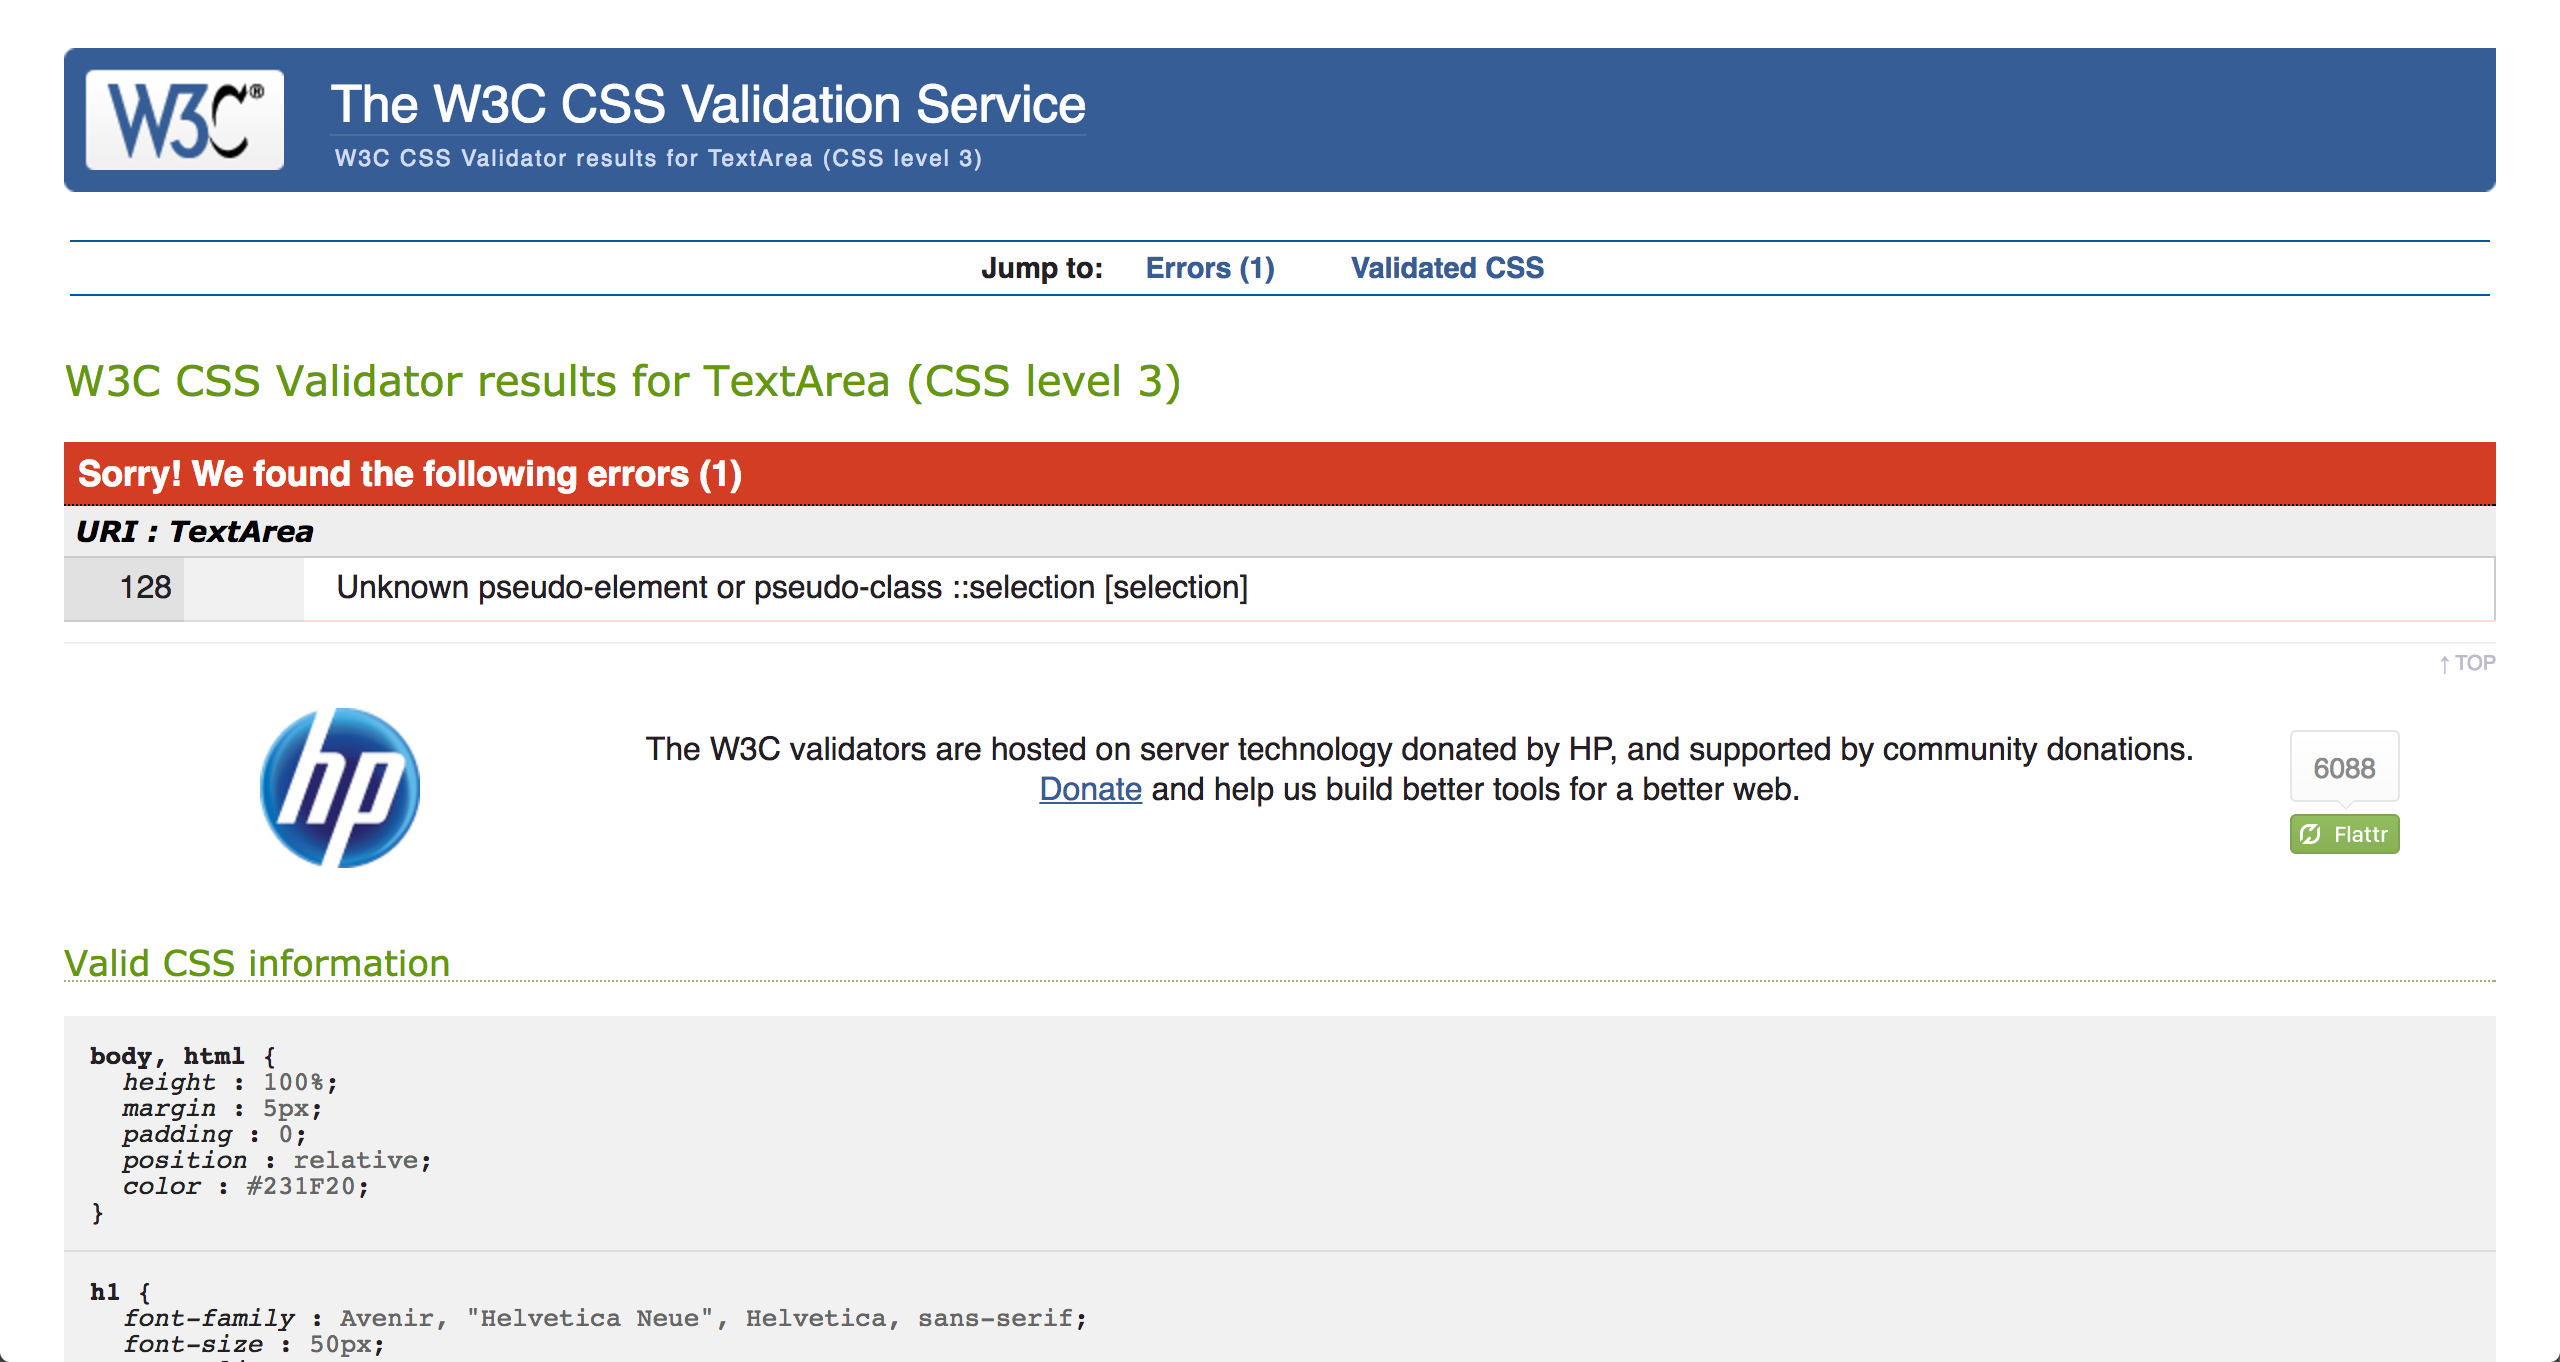 W3C®
The W3C CSS Validation Service
W3C CSS Validator results for TextArea (CSS level 3)
Jump to: Errors (1) Validated CSS
W3C CSS Validator results for TextArea (CSS level 3)
Sorry! We found the following errors (1)
URI : TextArea
128 Unknown pseudo-element or pseudo-class ::selection [selection]
↑ TOP
hp
The W3C validators are hosted on server technology donated by HP, and supported by community donations.
Donate and help us build better tools for a better web.
6088
Flattr
Valid CSS information
body, html {
height : 100%;
margin : 5px;
padding : 0;
position : relative;
color : #231F20;
}
h1 {
font-family : Avenir, "Helvetica Neue", Helvetica, sans-serif;
font-size : 50px;